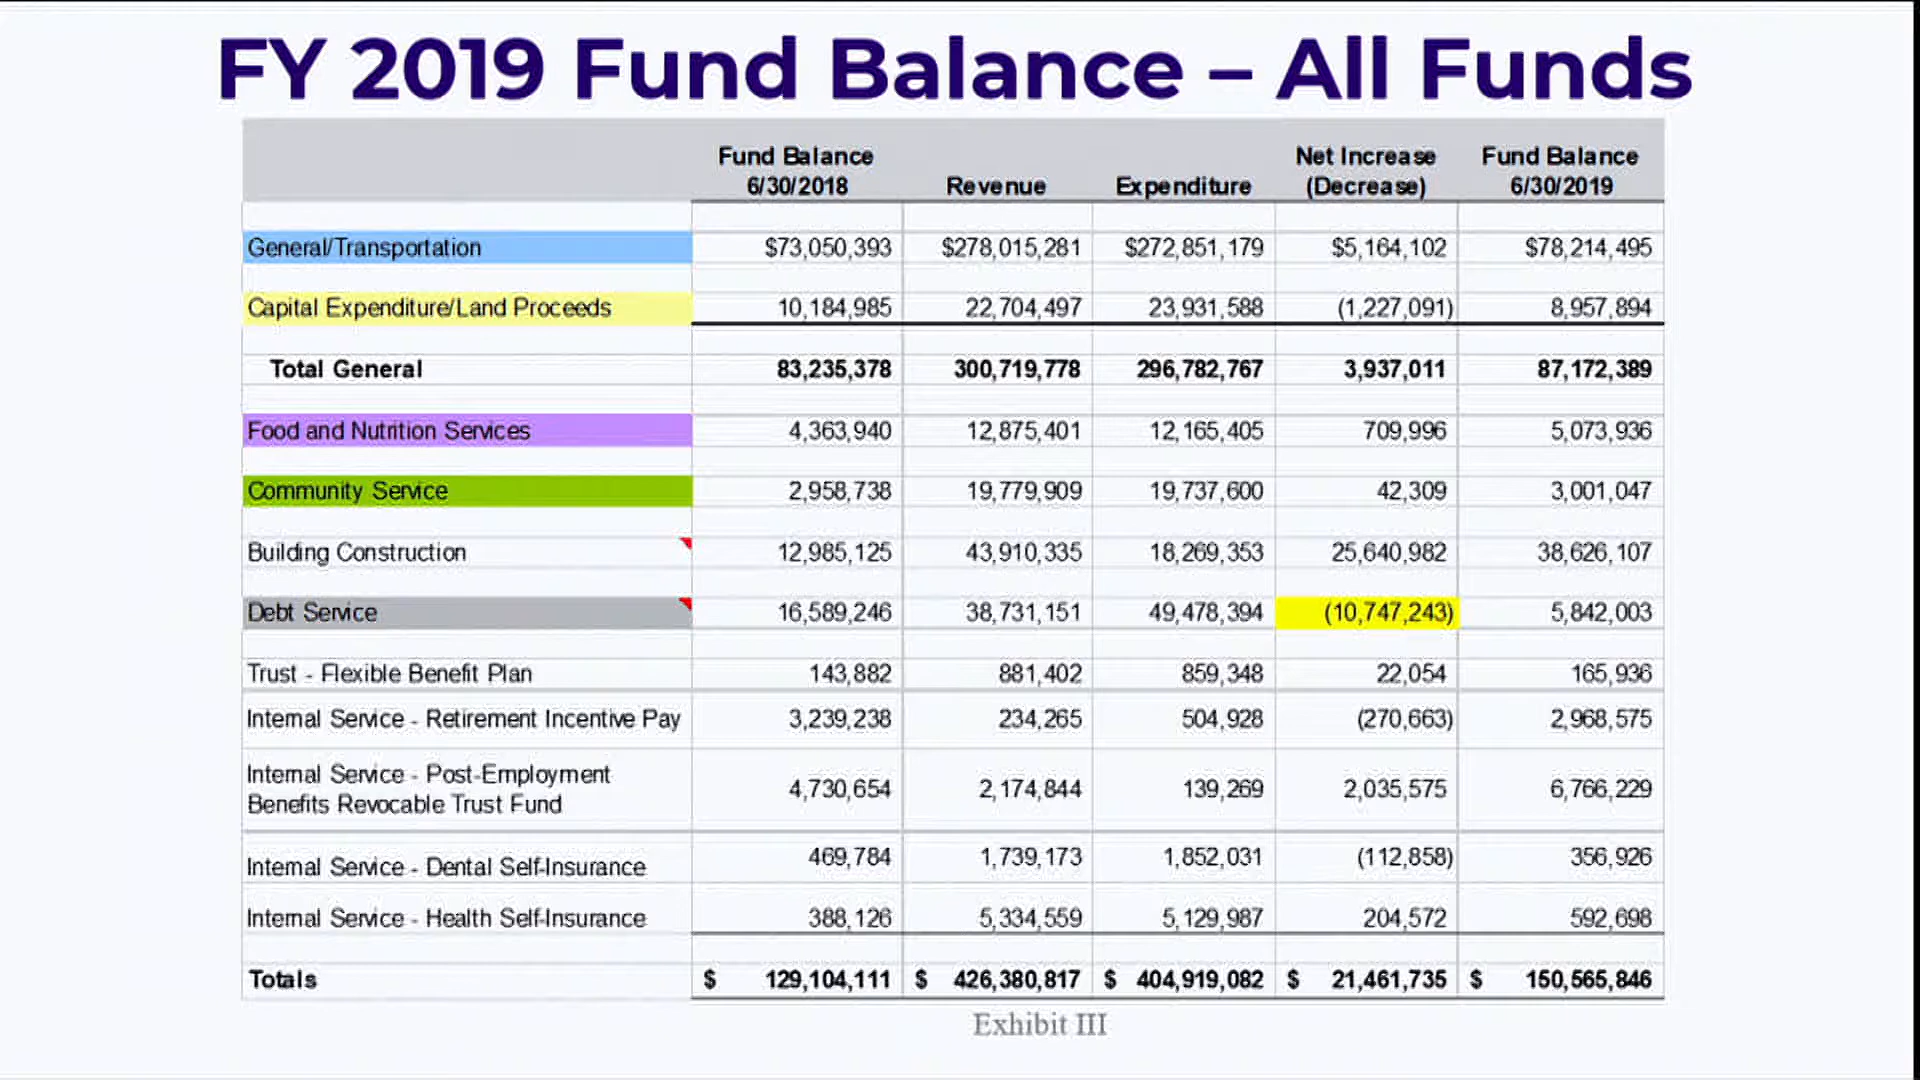 FY 2019 Fund Balance – All Funds
Fund Balance 6/30/2018 Revenue Expenditure Net Increase (Decrease) Fund Balance 6/30/2019
General/Transportation $73,050,393 $278,015,281 $272,851,179 $5,164,102 $78,214,495
Capital Expenditure/Land Proceeds 10,184,985 22,704,497 23,931,588 (1,227,091) 8,957,894
Total General 83,235,378 300,719,778 296,782,767 3,937,011 87,172,389
Food and Nutrition Services 4,363,940 12,875,401 12,165,405 709,996 5,073,936
Community Service 2,958,738 19,779,909 19,737,600 42,309 3,001,047
Building Construction 12,985,125 43,910,335 18,269,353 25,640,982 38,626,107
Debt Service 16,589,246 38,731,151 49,478,394 (10,747,243) 5,842,003
Trust - Flexible Benefit Plan 143,882 881,402 859,348 22,054 165,936
Internal Service - Retirement Incentive Pay 3,239,238 234,265 504,928 (270,663) 2,968,575
Internal Service - Post-Employment
Benefits Revocable Trust Fund 4,730,654 2,174,844 139,269 2,035,575 6,766,229
Internal Service - Dental Self-Insurance 469,784 1,739,173 1,852,031 (112,858) 356,926
Internal Service - Health Self-Insurance 388,126 5,334,559 5,129,987 204,572 592,698
Totals $ 129,104,111 $ 426,380,817 $ 404,919,082 $ 21,461,735 $ 150,565,846
Exhibit III